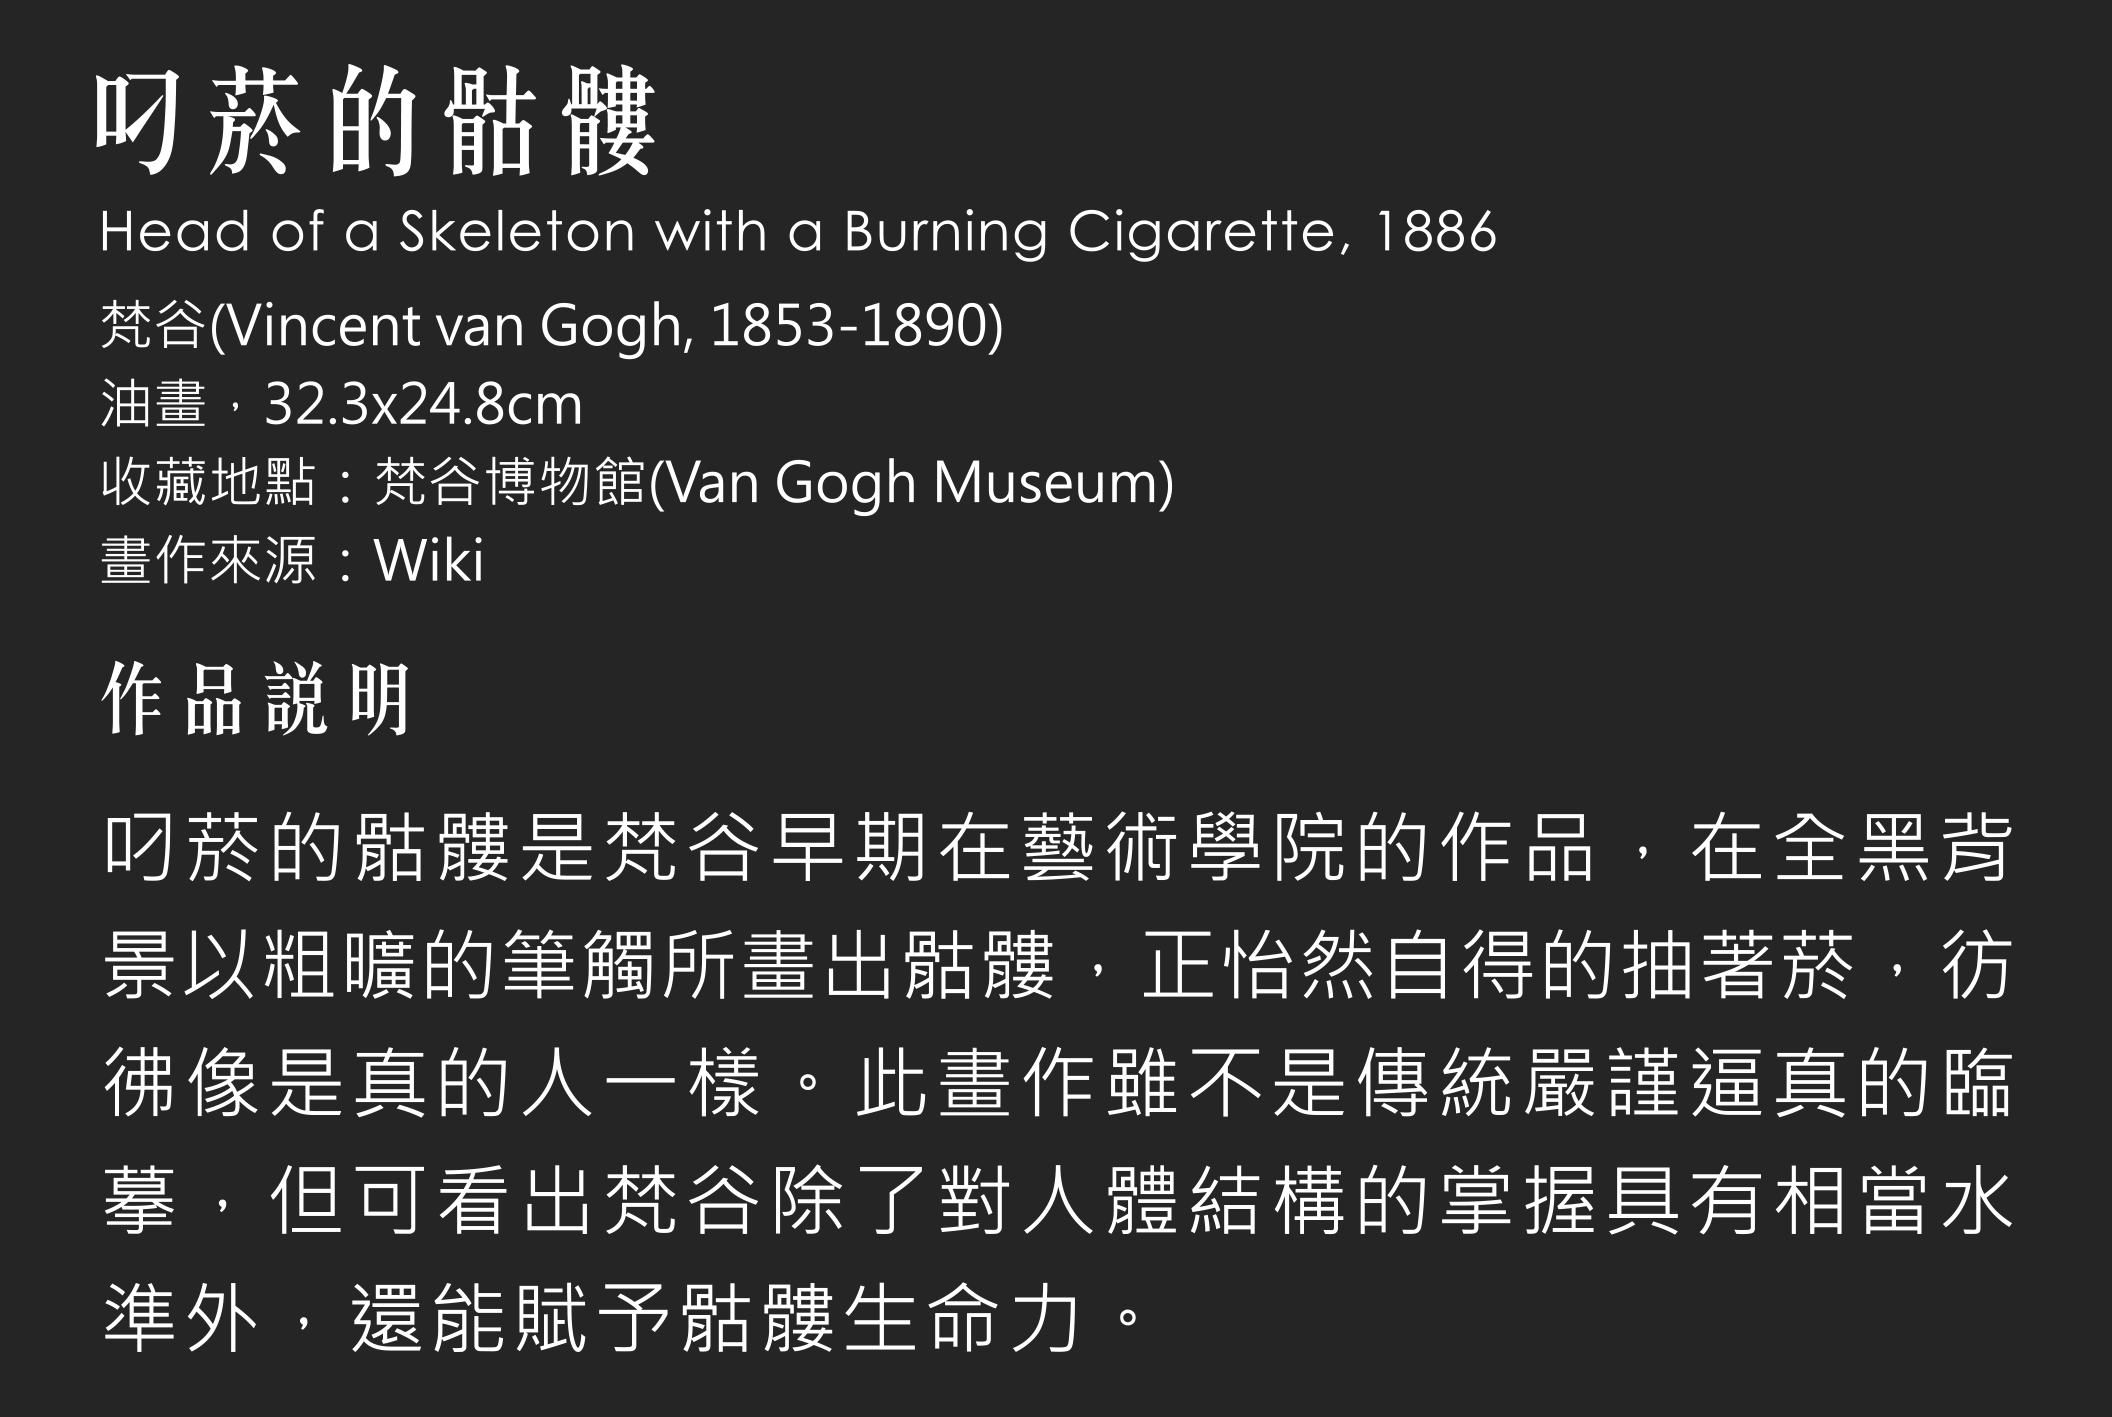 叼菸的骷髏
Head of a Skeleton with a Burning Cigarette, 1886
梵谷(Vincent van Gogh, 1853-1890)
油畫，32.3x24.8cm
收藏地點：梵谷博物館(Van Gogh Museum)
畫作來源：Wiki
作品説明
叼菸的骷髏是梵谷早期在藝術學院的作品，在全黑背
景以粗曠的筆觸所畫出骷髏，正怡然自得的抽著菸，彷
彿像是真的人一樣。此畫作雖不是傳統嚴謹逼真的臨
摹，但可看出梵谷除了對人體結構的掌握具有相當水
準外，還能賦予骷髏生命力。